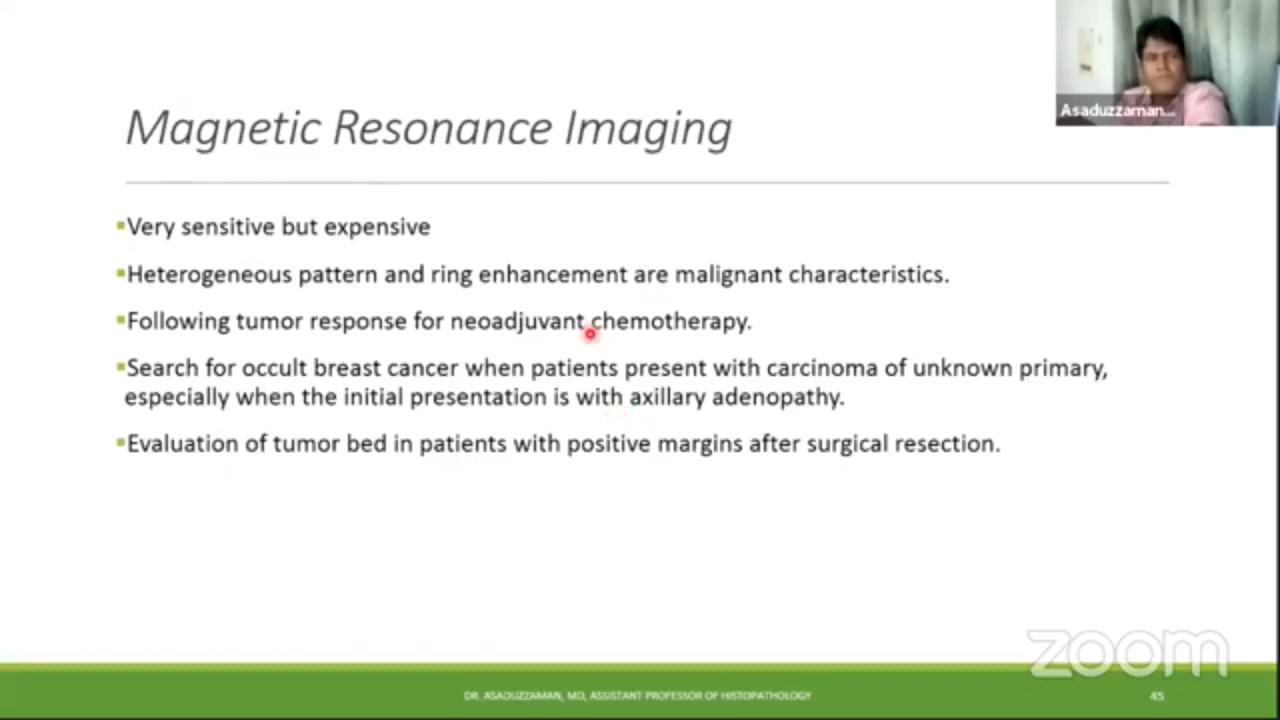 Asaduzzaman...
Magnetic Resonance Imaging
Very sensitive but expensive
Heterogeneous pattern and ring enhancement are malignant characteristics.
Following tumor response for neoadjuvant chemotherapy.
Search for occult breast cancer when patients present with carcinoma of unknown primary,
especially when the initial presentation is with axillary adenopathy.
Evaluation of tumor bed in patients with positive margins after surgical resection.
zoom
DR. ASADUZZAMAN, MD, ASSISTANT PROFESSOR OF HISTOPATHOLOGY
45